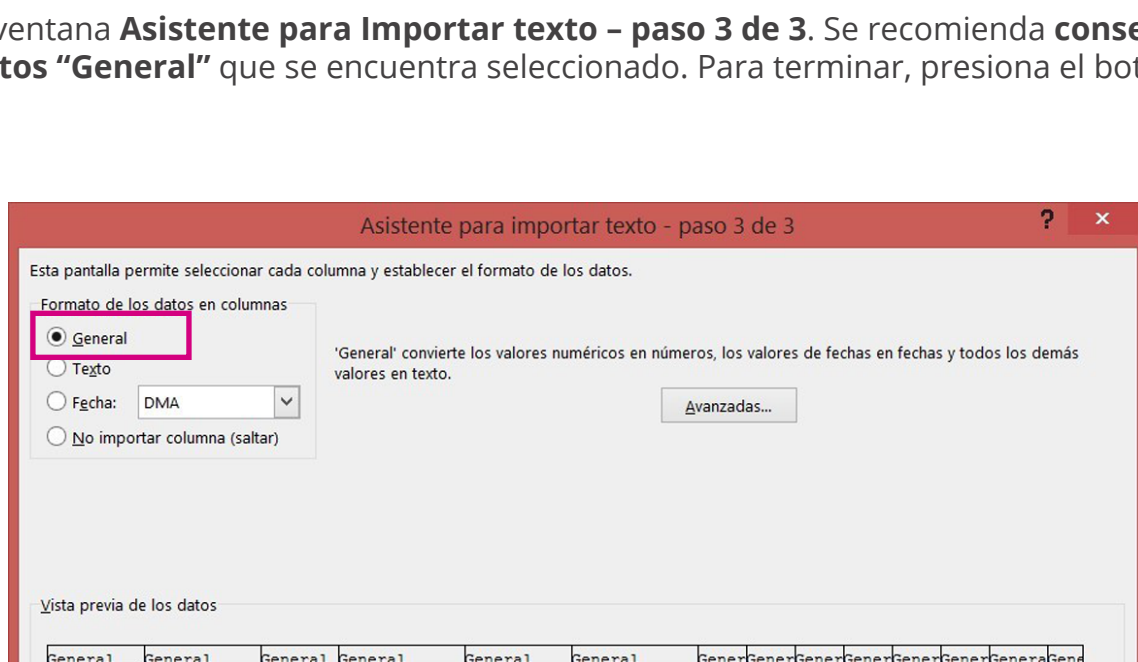 ventana Asistente para Importar texto – paso 3 de 3. Se recomienda conse
tos “General” que se encuentra seleccionado. Para terminar, presiona el bot
Asistente para importar texto - paso 3 de 3 ? ×
Esta pantalla permite seleccionar cada columna y establecer el formato de los datos.
Formato de los datos en columnas
General
Texto
Fecha: DMA
No importar columna (saltar)
'General' convierte los valores numéricos en números, los valores de fechas en fechas y todos los demás
valores en texto.
Avanzadas...
Vista previa de los datos
General General General General General General GenerGenerGenerGenerGenerGenerGeneraGene